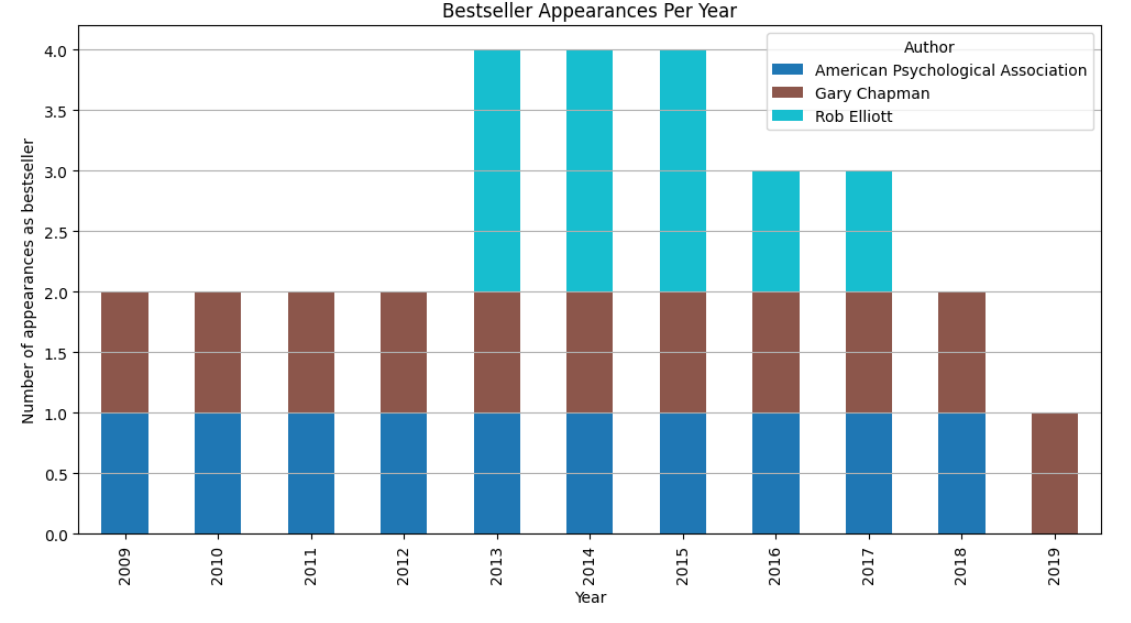 Bestseller Appearances Per Year
Author
American Psychological Association
Gary Chapman
Rob Elliott
Number of appearances as bestseller
4.0
3.5
3.0
2.5
2.0
1.5
1.0
0.5
0.0
2009 2010 2011 2012 2013 2014 2015 2016 2017 2018 2019
Year